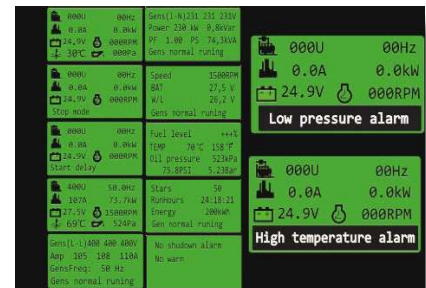 000U 00Hz
0.0A 0.0kW
24.9V 000RPM
30℃ 000Pa
Gens(L-N)231 231 231V
Power 230 kW 0,8kVar
PF 1.00 PS 74,3kVA
Gens normal runing
000U 00Hz
0.0A 0.0kW
24.9V 000RPM
Stop mode
Speed 1500RPM
BAT 27,5 V
W/L 26,2 V
Gens normal runing
000U 00Hz
0.0A 0.0kW
24.9V 000RPM
Start delay
Fuel level +++%
TEMP 70℃ 158℉
Oil pressure 523kPa
75.8PSI 5.23Bar
400U 50.0Hz
107A 73.7kW
27.5V 1500RPM
69℃ 524Pa
Stars 50
RunHours 24:18:21
Energy 200kWh
Gen normal runing
Gens(L-L)400 400 400V
Amp 105 108 110A
GensFreq: 50 Hz
Gens normal runing
No shudown alarm
No warn
000U 00Hz
0.0A 0.0kW
24.9V 000RPM
Low pressure alarm
000U 00Hz
0.0A 0.0kW
24.9V 000RPM
High temperature alarm